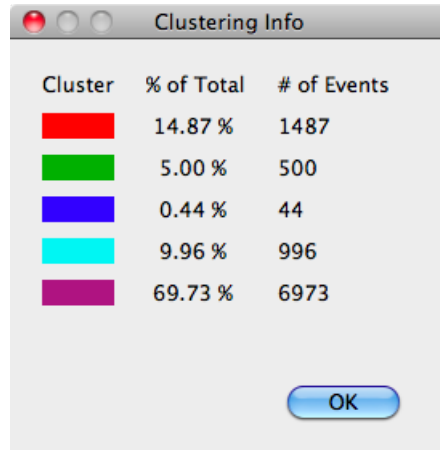 Clustering Info
Cluster % of Total # of Events
14.87 % 1487
5.00 % 500
0.44 % 44
9.96 % 996
69.73 % 6973
OK